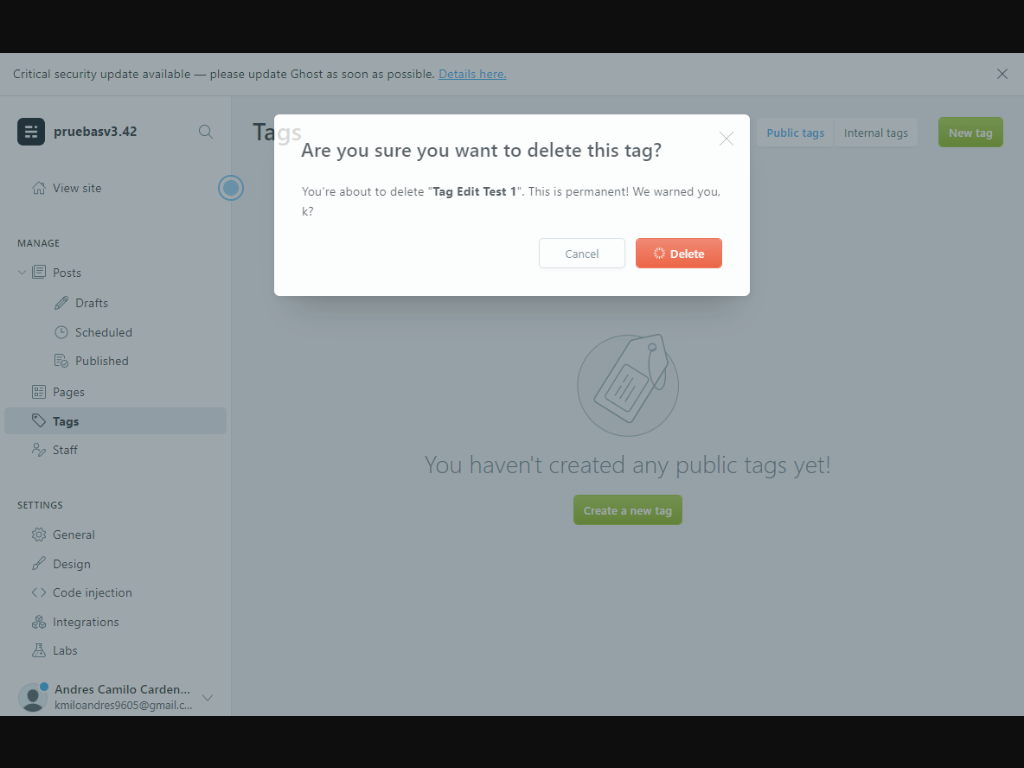 Critical security update available — please update Ghost as soon as possible. Details here.
pruebasv3.42
View site
MANAGE
Posts
Drafts
Scheduled
Published
Pages
Tags
Staff
SETTINGS
General
Design
Code injection
Integrations
Labs
Andres Camilo Carden...
kmiloandres9605@gmail.c...
Tags
Public tags
Internal tags
New tag
Are you sure you want to delete this tag?
You're about to delete "Tag Edit Test 1". This is permanent! We warned you,
k?
Cancel
Delete
You haven't created any public tags yet!
Create a new tag